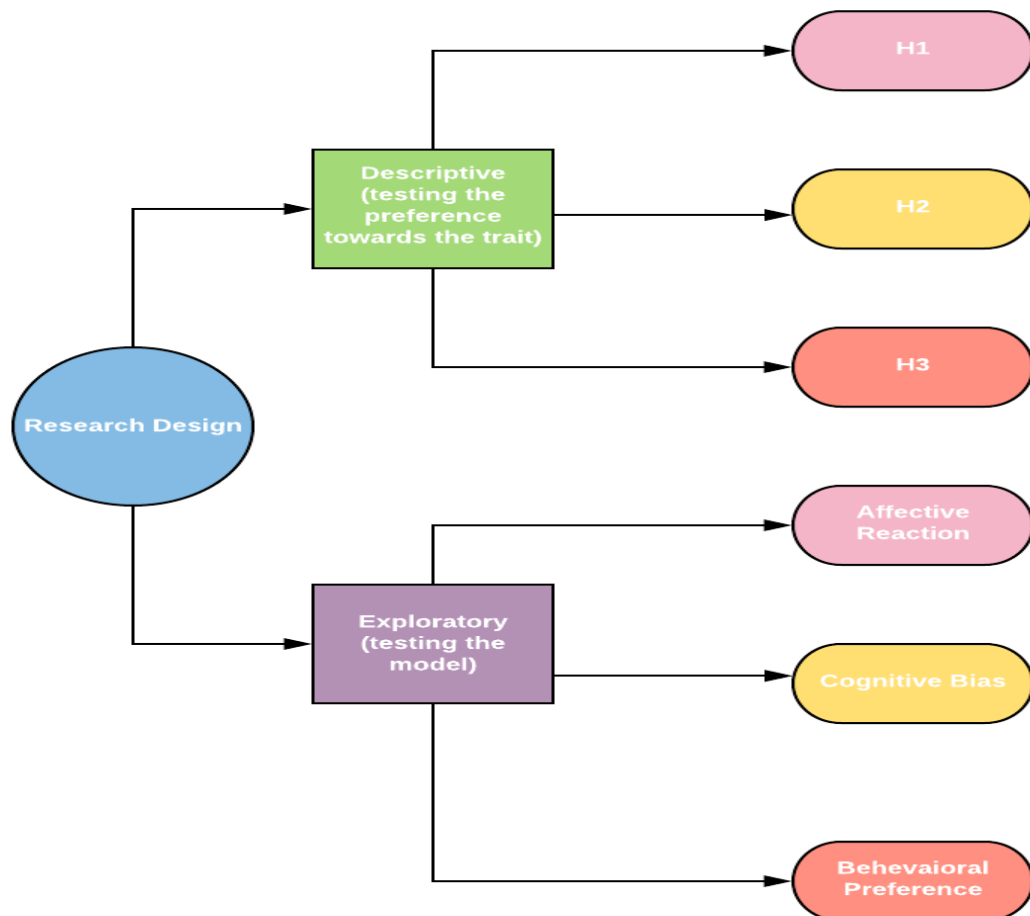 H1
Descriptive
(testing the
preference
towards the trait)
H2
H3
Research Design
Affective
Reaction
Exploratory
(testing the
model)
Cognitive Bias
Behevaioral
Preference